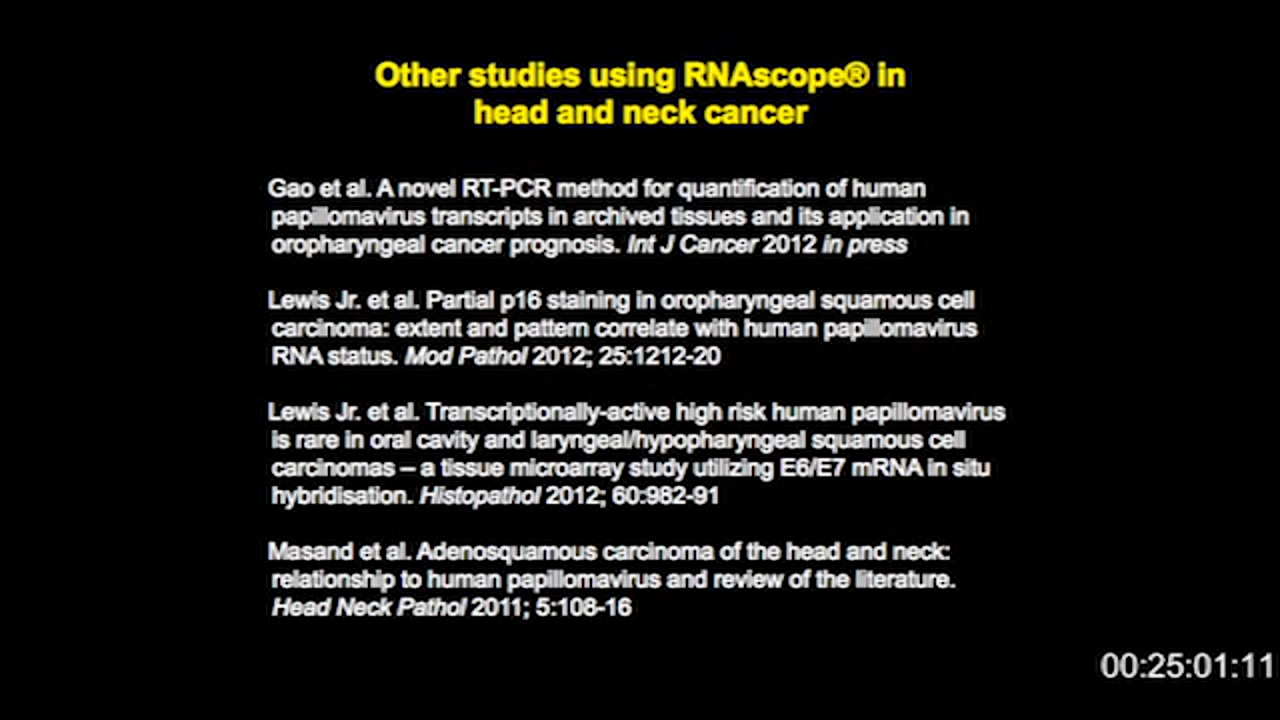 Other studies using RNAscope® in
head and neck cancer
Gao et al. A novel RT-PCR method for quantification of human
papillomavirus transcripts in archived tissues and its application in
oropharyngeal cancer prognosis. Int J Cancer 2012 in press
Lewis Jr. et al. Partial p16 staining in oropharyngeal squamous cell
carcinoma: extent and pattern correlate with human papillomavirus
RNA status. Mod Pathol 2012; 25:1212-20
Lewis Jr. et al. Transcriptionally-active high risk human papillomavirus
is rare in oral cavity and laryngeal/hypopharyngeal squamous cell
carcinomas – a tissue microarray study utilizing E6/E7 mRNA in situ
hybridisation. Histopathol 2012; 60:982-91
Masand et al. Adenosquamous carcinoma of the head and neck:
relationship to human papillomavirus and review of the literature.
Head Neck Pathol 2011; 5:108-16
00:25:01:11